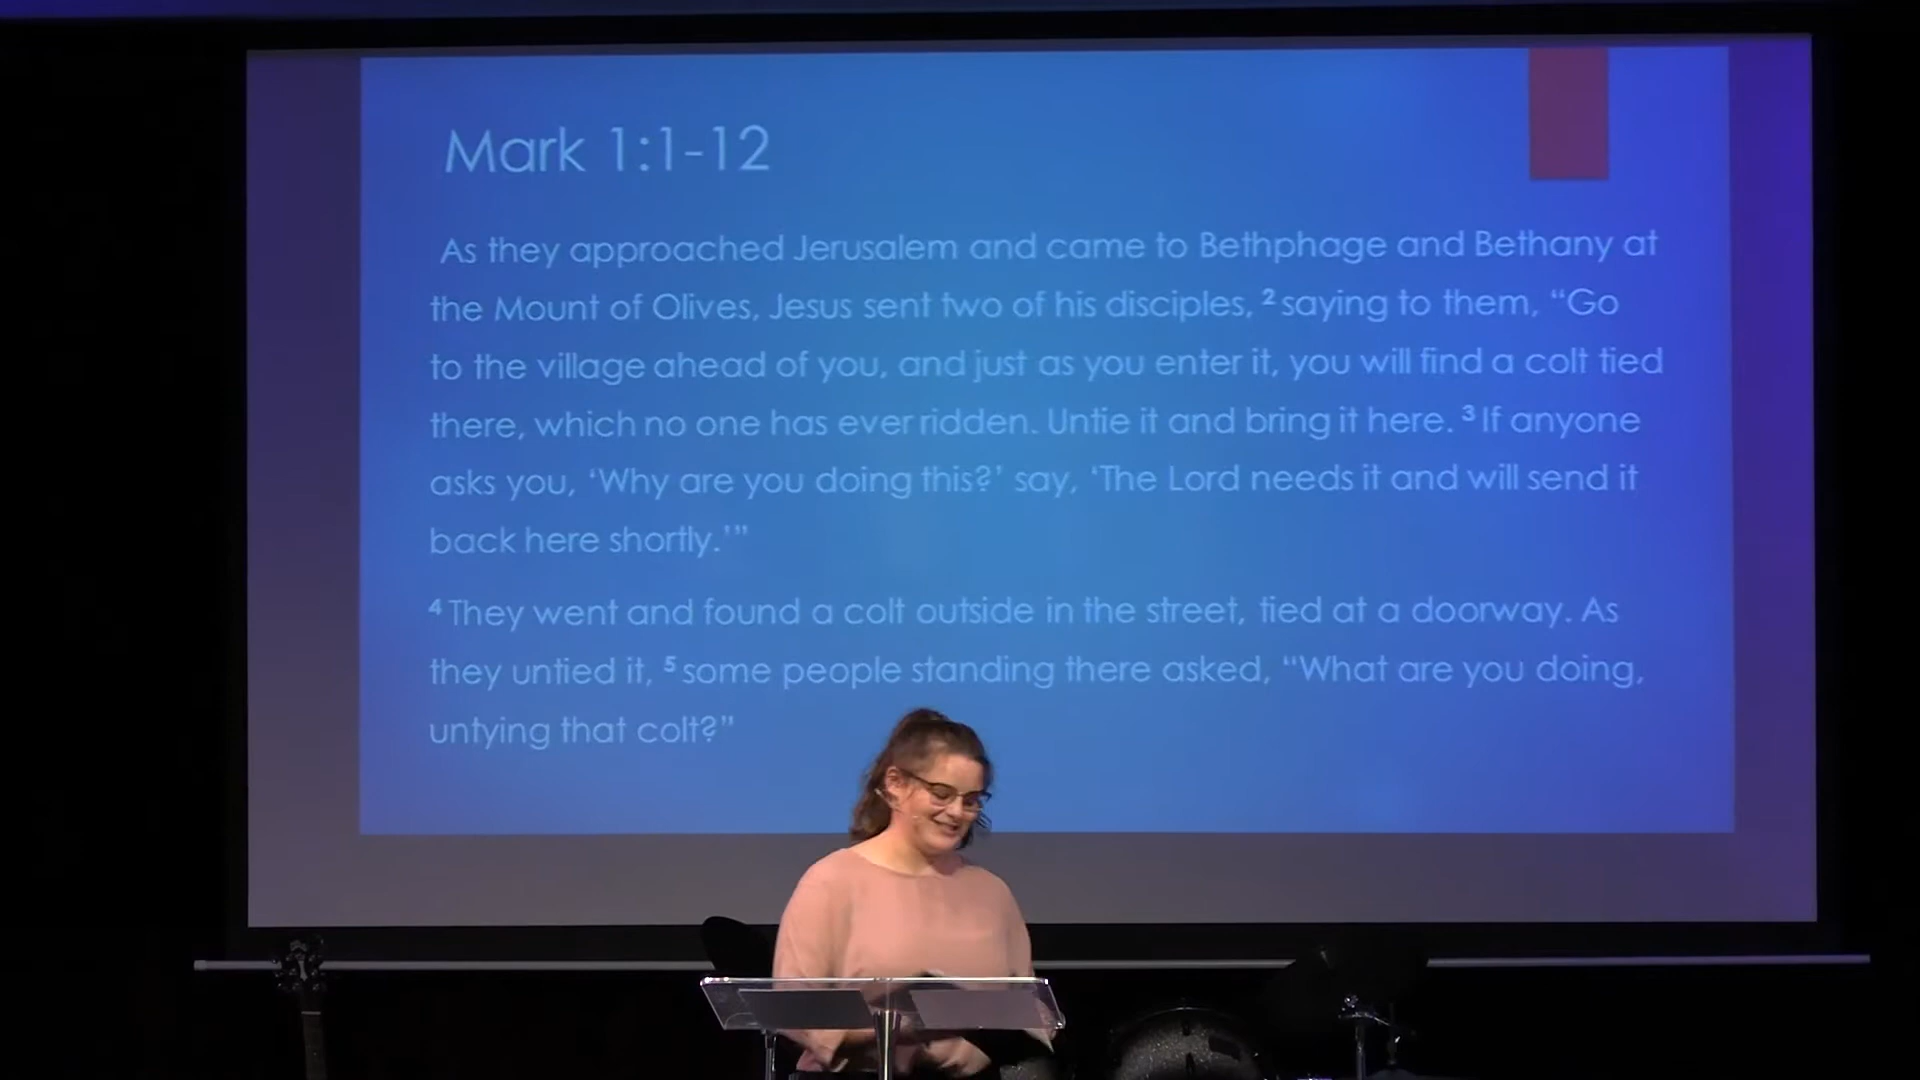 Mark 1:1-12
As they approached Jerusalem and came to Bethphage and Bethany at
the Mount of Olives, Jesus sent two of his disciples, ² saying to them, “Go
to the village ahead of you, and just as you enter it, you will find a colt tied
there, which no one has ever ridden. Untie it and bring it here. ³ If anyone
asks you, ‘Why are you doing this?’ say, ‘The Lord needs it and will send it
back here shortly.’”
⁴ They went and found a colt outside in the street, tied at a doorway. As
they untied it, ⁵ some people standing there asked, “What are you doing,
untying that colt?”